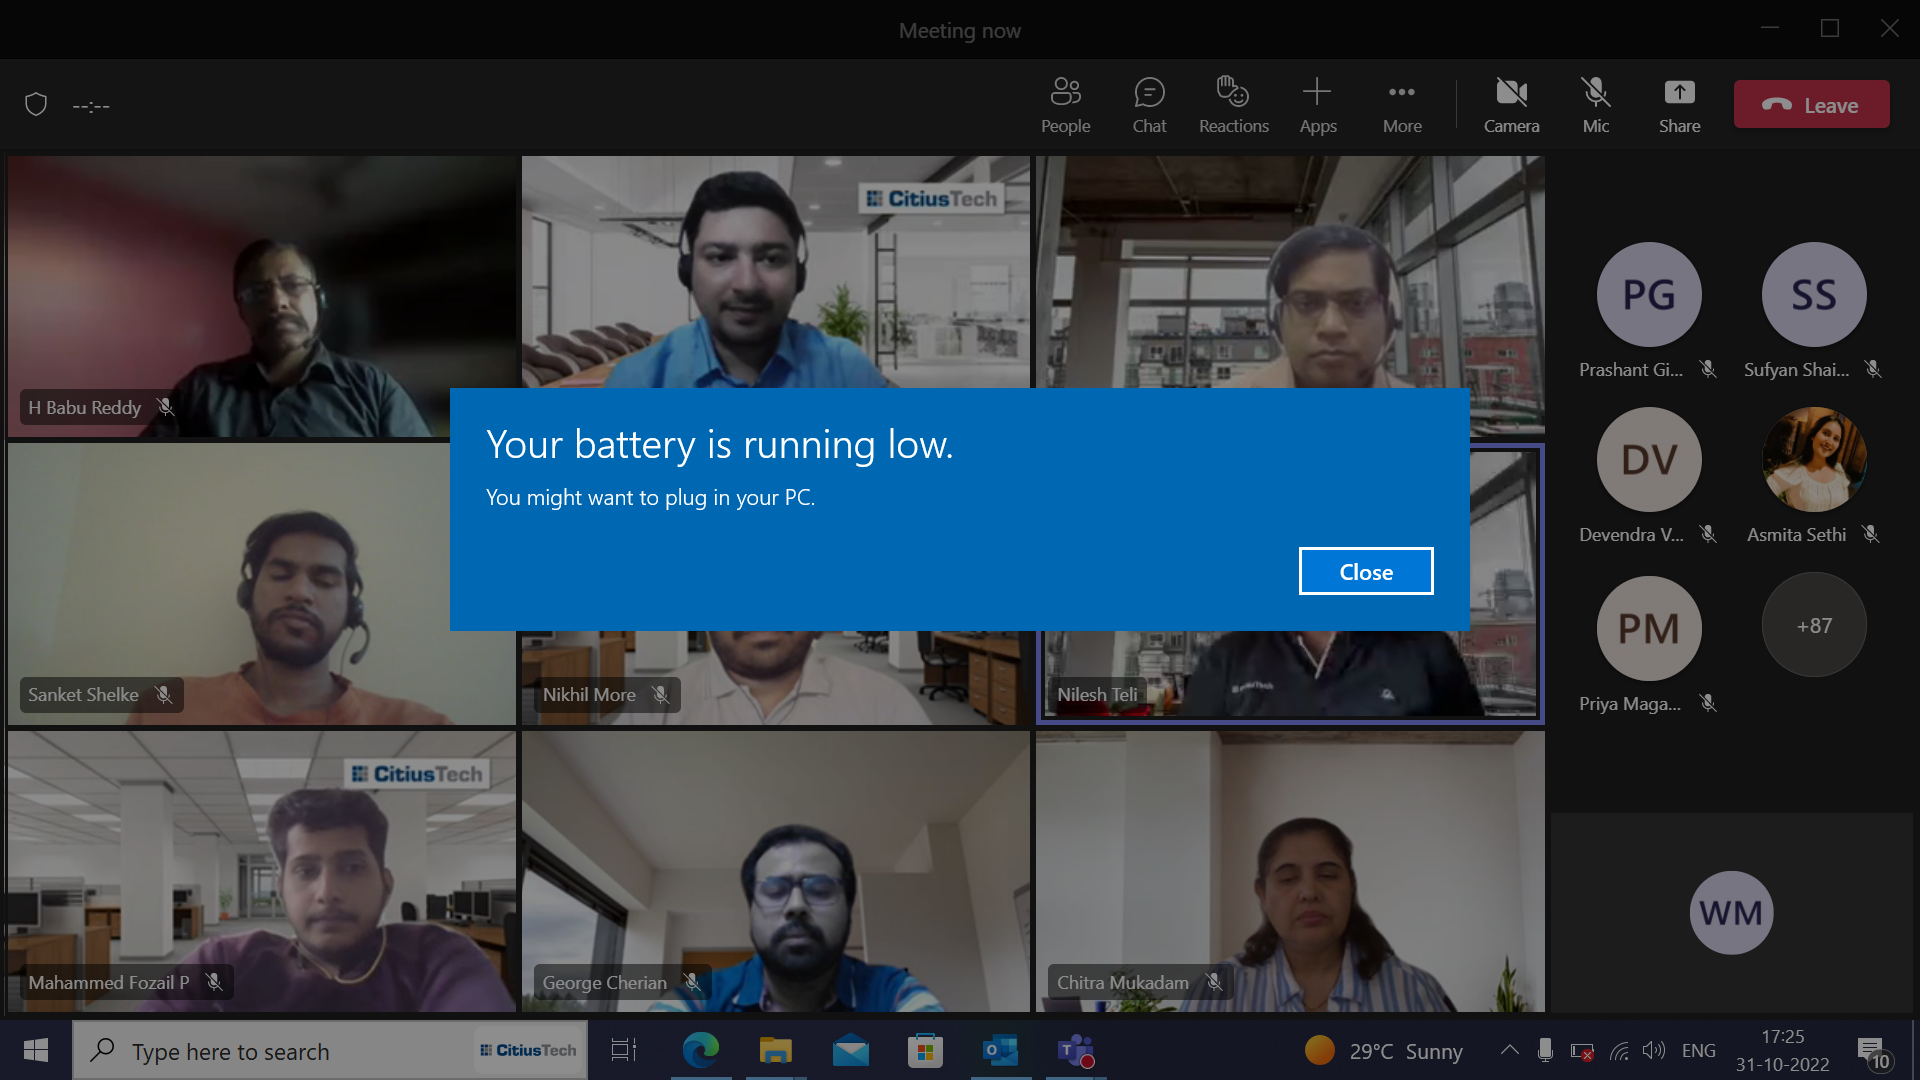 Meeting now
--:--
People
Chat
Reactions
Apps
More
Camera
Mic
Share
Leave
CitiusTech
PG
SS
Prashant Gi...
Sufyan Shai...
H Babu Reddy
Your battery is running low.
You might want to plug in your PC.
Close
DV
Devendra V...
Asmita Sethi
PM
+87
Priya Maga...
Sanket Shelke
Nikhil More
Nilesh Teli
CitiusTech
WM
Mahammed Fozail P
George Cherian
Chitra Mukadam
Type here to search
CitiusTech
29°C Sunny
ENG
17:25
31-10-2022
10